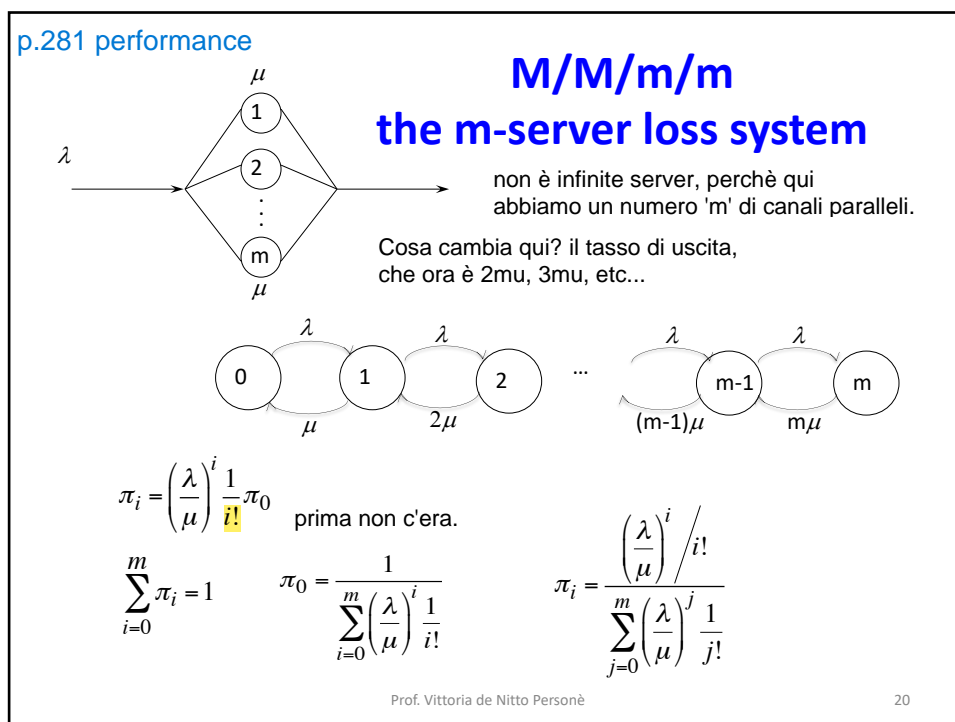 p.281 performance
M/M/m/m
the m-server loss system
μ
1
λ
2
⋮
m
μ
non è infinite server, perchè qui
abbiamo un numero 'm' di canali paralleli.
Cosa cambia qui? il tasso di uscita,
che ora è 2mu, 3mu, etc...
λ λ λ λ
0 1 2 ... m-1 m
μ 2μ (m-1)μ mμ
π_i = (λ/μ)^i 1/i! π_0
prima non c'era.
∑_{i=0}^{m} π_i = 1
π_0 = 1 / ∑_{i=0}^{m} (λ/μ)^i 1/i!
π_i = (λ/μ)^i / i! / ∑_{j=0}^{m} (λ/μ)^j 1/j!
Prof. Vittoria de Nitto Personè 20